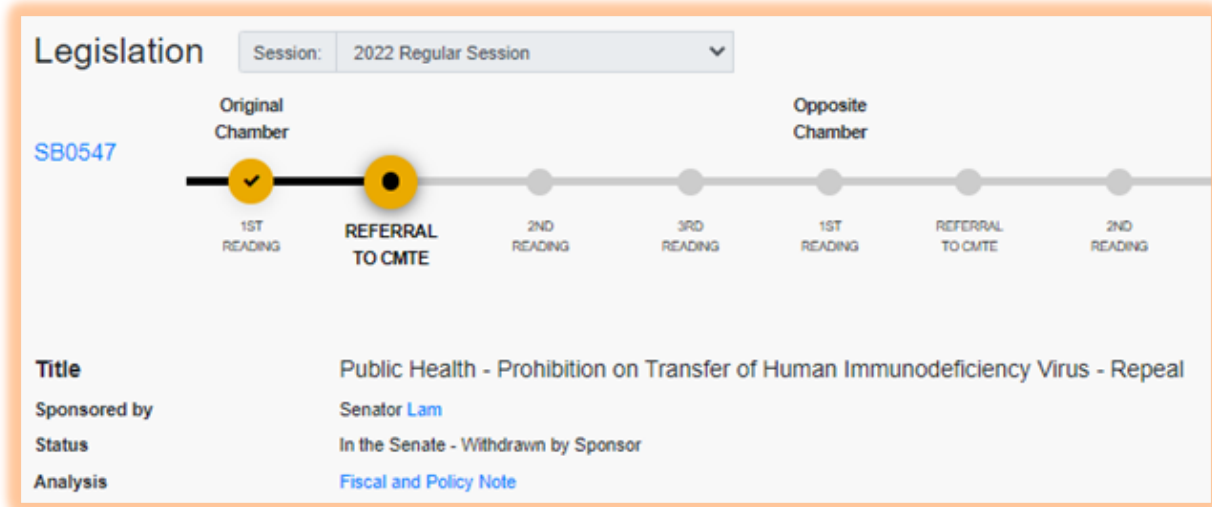 Legislation Session: 2022 Regular Session
Original Chamber Opposite Chamber
SB0547
1ST READING REFERRAL TO CMTE 2ND READING 3RD READING 1ST READING REFERRAL TO CMTE 2ND READING
Title Public Health - Prohibition on Transfer of Human Immunodeficiency Virus - Repeal
Sponsored by Senator Lam
Status In the Senate - Withdrawn by Sponsor
Analysis Fiscal and Policy Note